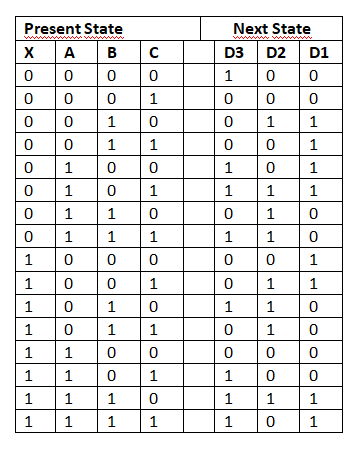 Present State Next State
X A B C D3 D2 D1
0 0 0 0 1 0 0
0 0 0 1 0 0 0
0 0 1 0 0 1 1
0 0 1 1 0 0 1
0 1 0 0 1 0 1
0 1 0 1 1 1 1
0 1 1 0 0 1 0
0 1 1 1 1 1 0
1 0 0 0 0 0 1
1 0 0 1 0 1 1
1 0 1 0 1 1 0
1 0 1 1 0 1 0
1 1 0 0 0 0 0
1 1 0 1 1 0 0
1 1 1 0 1 1 1
1 1 1 1 1 0 1